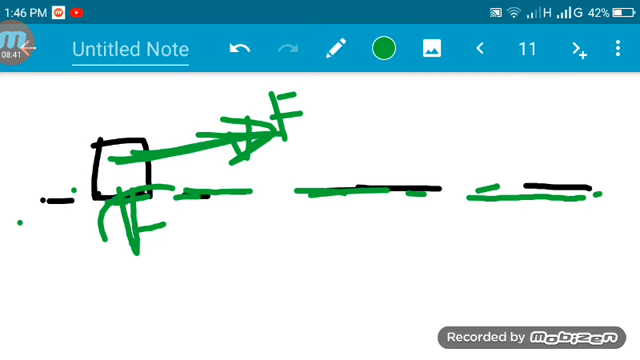 1:46 PM H G 42%
m
08:41
Untitled Note 11
F
F
Recorded by mobizen